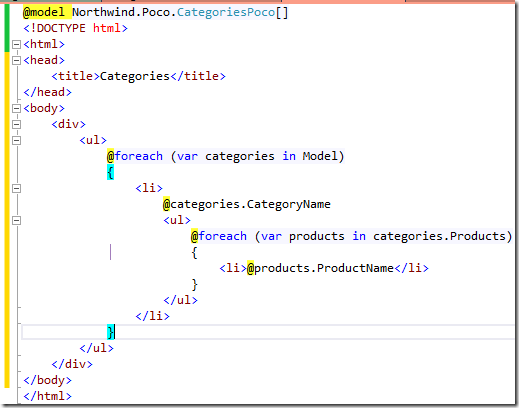 @model Northwind.Poco.CategoriesPoco[]
<!DOCTYPE html>
<html>
<head>
    <title>Categories</title>
</head>
<body>
    <div>
        <ul>
            @foreach (var categories in Model)
            {
                <li>
                    @categories.CategoryName
                    <ul>
                        @foreach (var products in categories.Products)
                        {
                            <li>@products.ProductName</li>
                        }
                    </ul>
                </li>
            }
        </ul>
    </div>
</body>
</html>